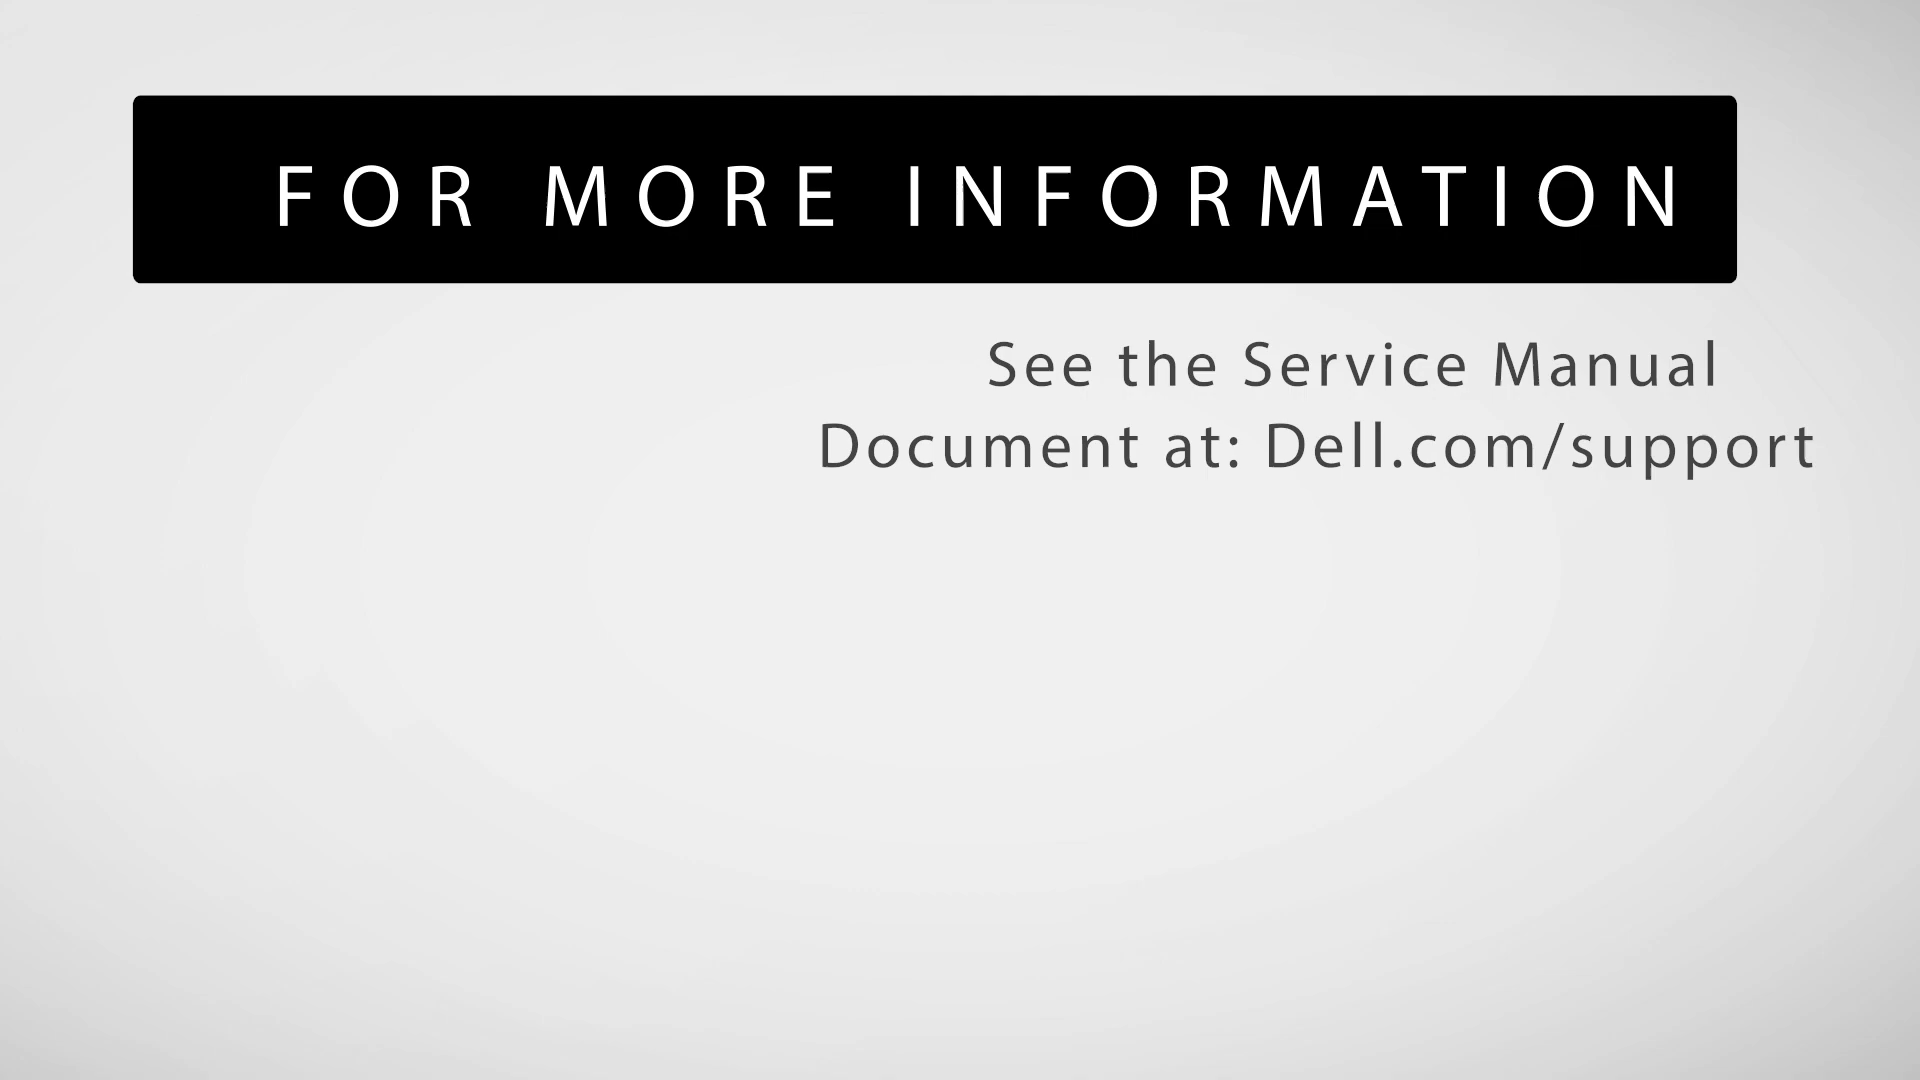 FOR MORE INFORMATION
See the Service Manual
Document at: Dell.com/support